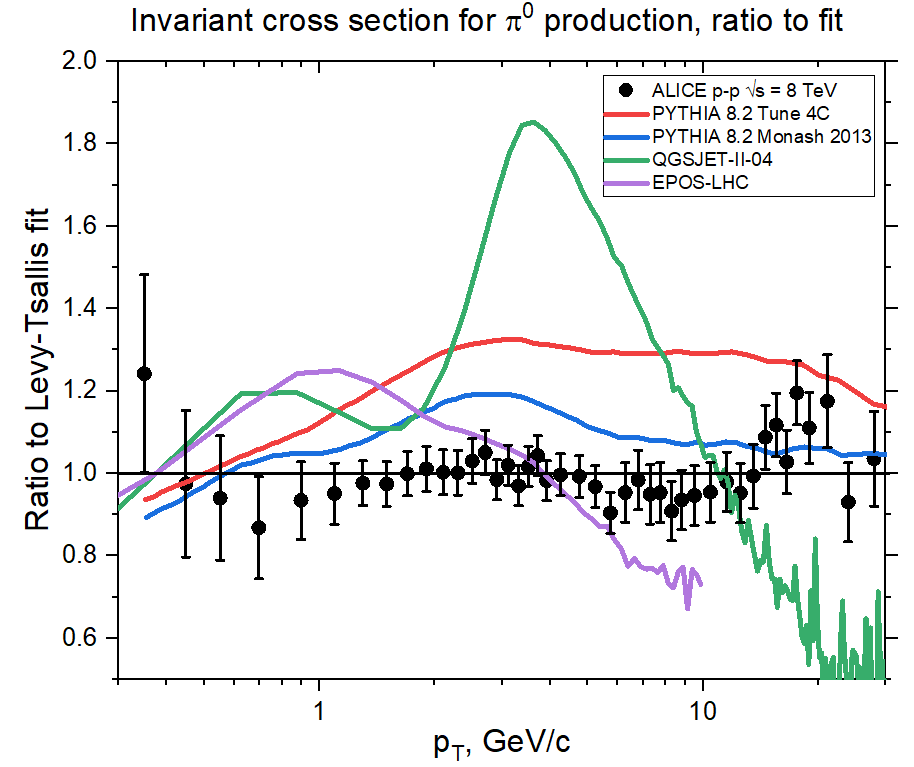 Invariant cross section for π0 production, ratio to fit
ALICE p-p √s = 8 TeV
PYTHIA 8.2 Tune 4C
PYTHIA 8.2 Monash 2013
QGSJET-II-04
EPOS-LHC
Ratio to Levy-Tsallis fit
2.0
1.8
1.6
1.4
1.2
1.0
0.8
0.6
1
10
pT, GeV/c